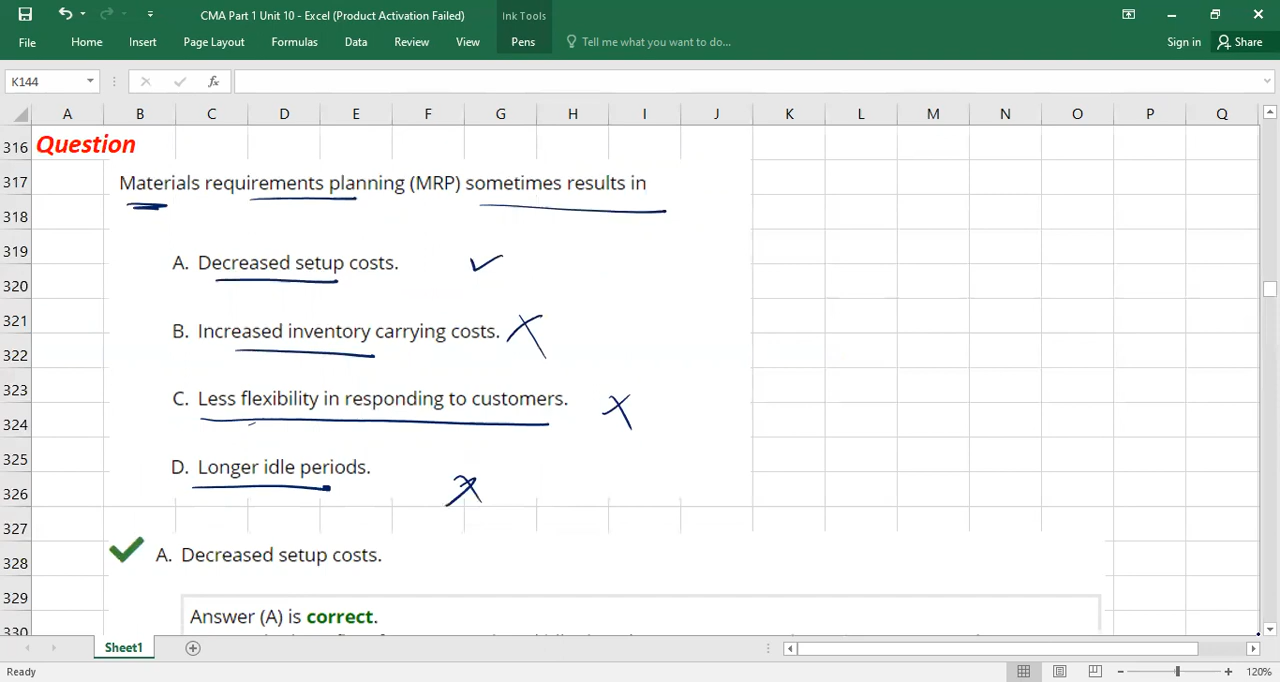 CMA Part 1 Unit 10 - Excel (Product Activation Failed)
Ink Tools
File Home Insert Page Layout Formulas Data Review View Pens Tell me what you want to do... Sign in Share
K144 fx
A B C D E F G H I J K L M N O P Q
316 Question
317 Materials requirements planning (MRP) sometimes results in
318
319 A. Decreased setup costs.
320
321 B. Increased inventory carrying costs.
322
323 C. Less flexibility in responding to customers.
324
325 D. Longer idle periods.
326
327
328 A. Decreased setup costs.
329 Answer (A) is correct.
330
Sheet1
Ready 120%